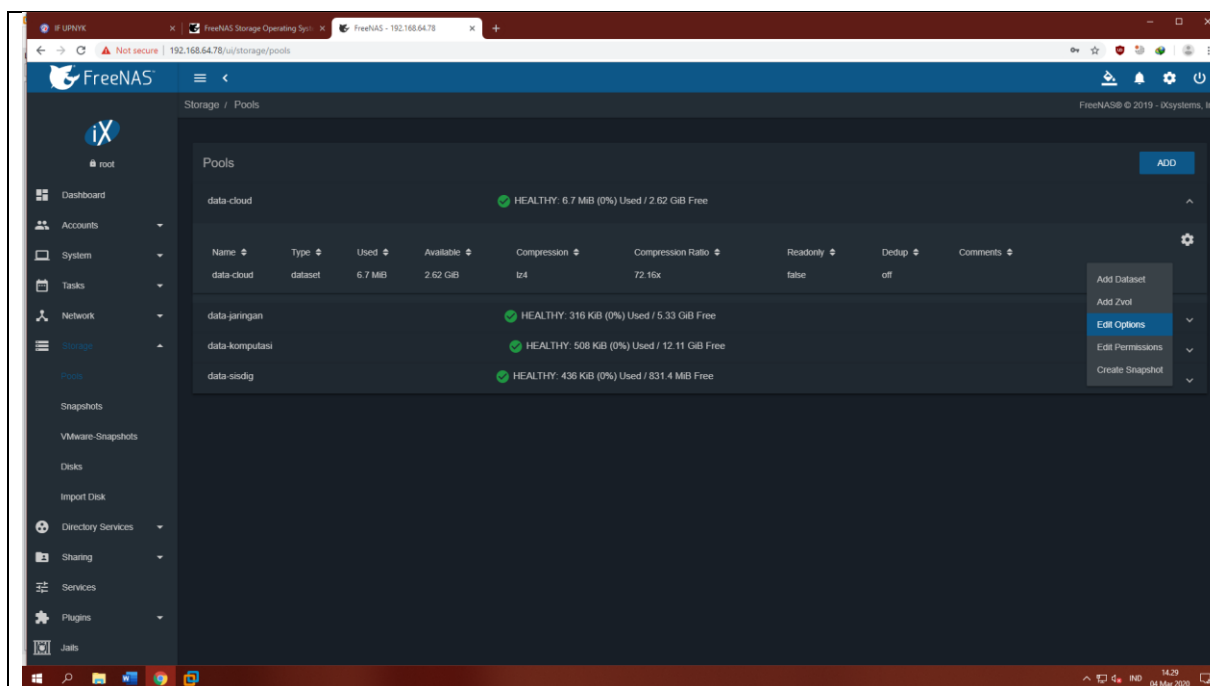 IF UPNYK
FreeNAS Storage Operating Syst
FreeNAS - 192.168.64.78
Not secure | 192.168.64.78/ui/storage/pools
FreeNAS
Storage / Pools
FreeNAS® © 2019 - iXsystems, I
iX
root
Pools
ADD
Dashboard
data-cloud
HEALTHY: 6.7 MiB (0%) Used / 2.62 GiB Free
Accounts
System
Name Type Used Available Compression Compression Ratio Readonly Dedup Comments
data-cloud dataset 6.7 MiB 2.62 GiB lz4 72.16x false off
Add Dataset
Add Zvol
Edit Options
Edit Permissions
Create Snapshot
Tasks
Network
data-jaringan HEALTHY: 316 KiB (0%) Used / 5.33 GiB Free
Storage
data-komputasi HEALTHY: 508 KiB (0%) Used / 12.11 GiB Free
Pools
data-sisdig HEALTHY: 436 KiB (0%) Used / 831.4 MiB Free
Snapshots
VMware-Snapshots
Disks
Import Disk
Directory Services
Sharing
Services
Plugins
Jails
IND
14.29
04 Mar 2020